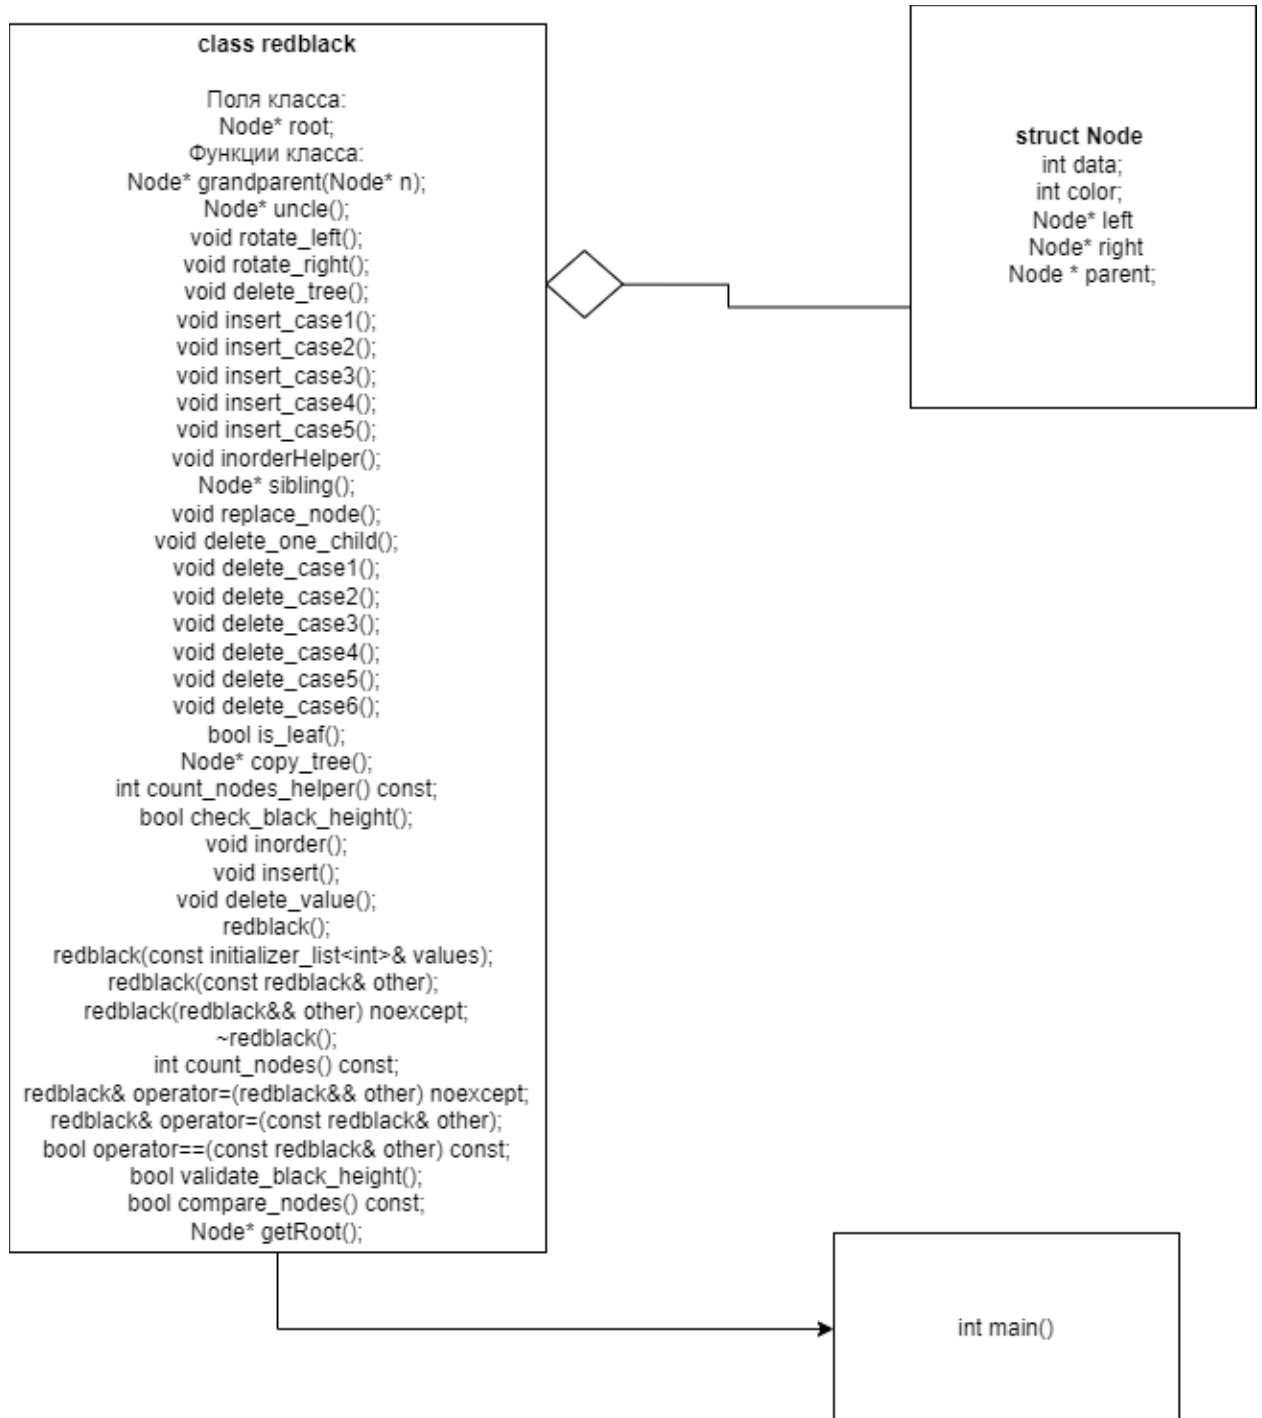 class redblack
Поля класса:
Node* root;
Функции класса:
Node* grandparent(Node* n);
Node* uncle();
void rotate_left();
void rotate_right();
void delete_tree();
void insert_case1();
void insert_case2();
void insert_case3();
void insert_case4();
void insert_case5();
void inorderHelper();
Node* sibling();
void replace_node();
void delete_one_child();
void delete_case1();
void delete_case2();
void delete_case3();
void delete_case4();
void delete_case5();
void delete_case6();
bool is_leaf();
Node* copy_tree();
int count_nodes_helper() const;
bool check_black_height();
void inorder();
void insert();
void delete_value();
redblack();
redblack(const initializer_list<int>& values);
redblack(const redblack& other);
redblack(redblack&& other) noexcept;
~redblack();
int count_nodes() const;
redblack& operator=(redblack&& other) noexcept;
redblack& operator=(const redblack& other);
bool operator==(const redblack& other) const;
bool validate_black_height();
bool compare_nodes() const;
Node* getRoot();
struct Node
int data;
int color;
Node* left
Node* right
Node * parent;
int main()